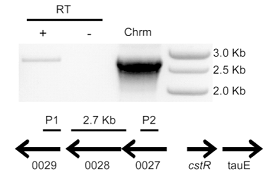 RT
+ - Chrm
3.0 Kb
2.5 Kb
2.0 Kb
P1 2.7 Kb P2
0029 0028 0027 cstR tauE